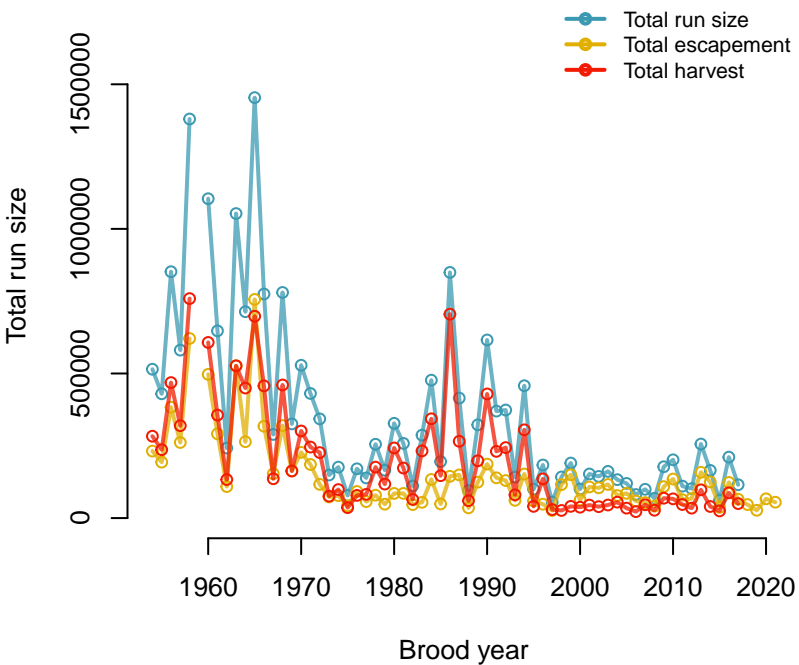 Total run size
Total escapement
Total harvest
Total run size
1500000
1000000
500000
0
1960 1970 1980 1990 2000 2010 2020
Brood year